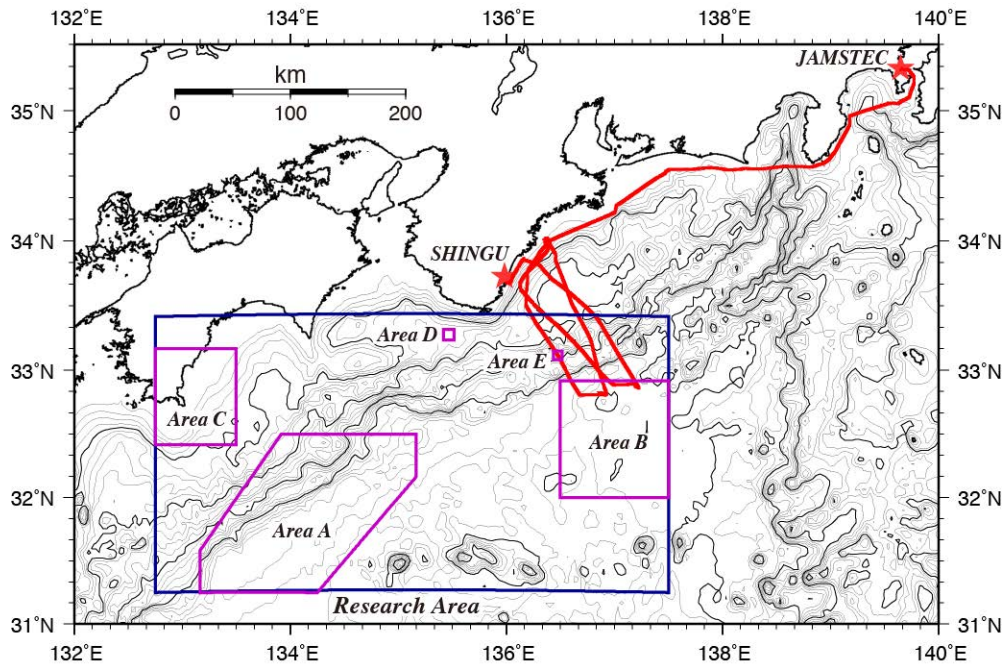 132°E 134°E 136°E 138°E 140°E
JAMSTEC
km
0 100 200
35°N 35°N
34°N 34°N
SHINGU
Area D
Area E
33°N 33°N
Area C
Area B
32°N 32°N
Area A
Research Area
31°N 31°N
132°E 134°E 136°E 138°E 140°E